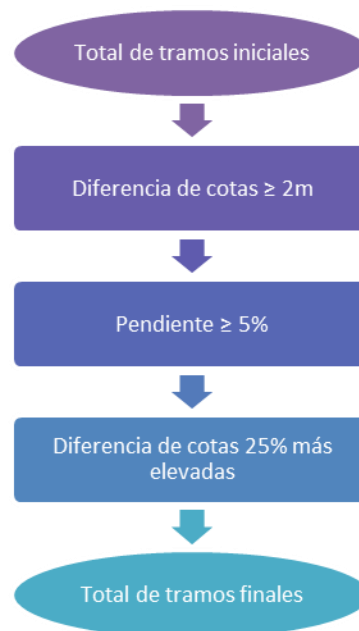 Total de tramos iniciales
Diferencia de cotas ≥ 2m
Pendiente ≥ 5%
Diferencia de cotas 25% más
elevadas
Total de tramos finales